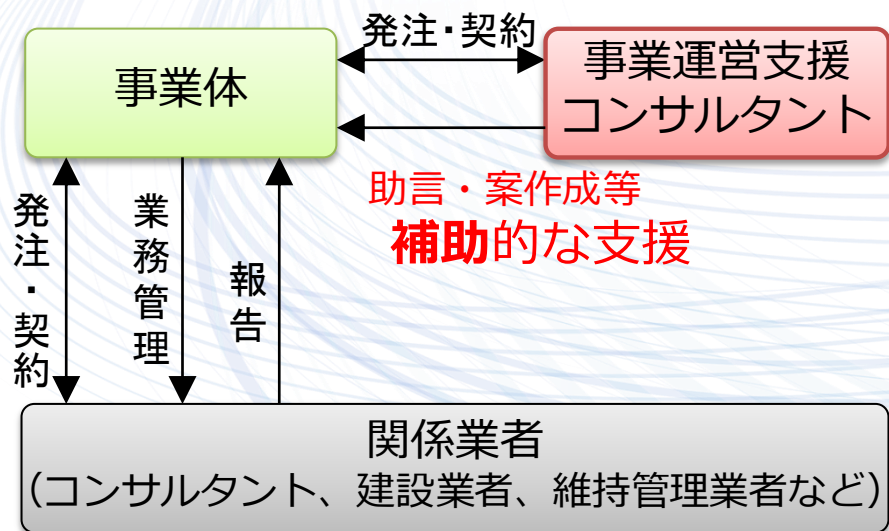 発注・契約
事業体
事業運営支援
コンサルタント
助言・案作成等
補助的な支援
発注・契約
業務管理
報告
関係業者
（コンサルタント、建設業者、維持管理業者など）